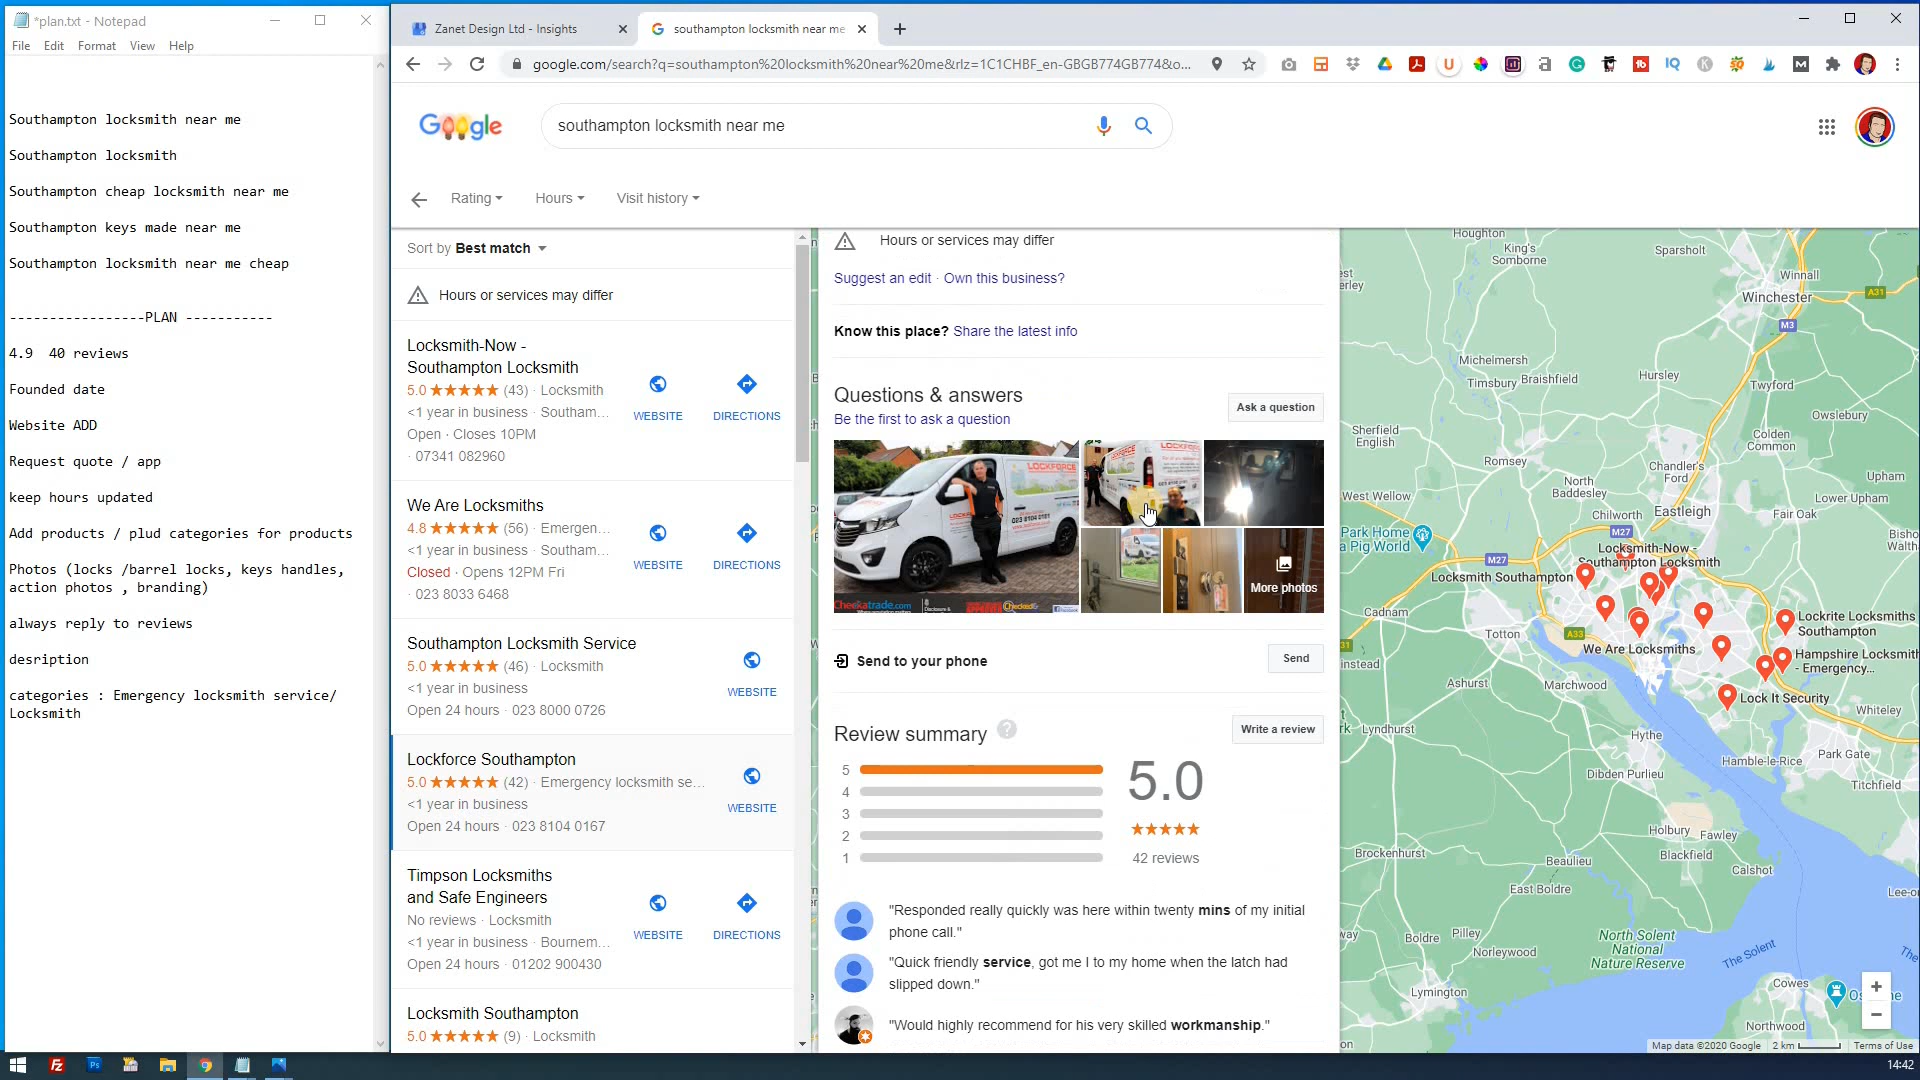 *plan.txt - Notepad
File Edit Format View Help
Southampton locksmith near me
Southampton locksmith
Southampton cheap locksmith near me
Southampton keys made near me
Southampton locksmith near me cheap
-----------------PLAN -----------
4.9  40 reviews
Founded date
Website ADD
Request quote / app
keep hours updated
Add products / plud categories for products
Photos (locks /barrel locks, keys handles,
action photos , branding)
always reply to reviews
desription
categories : Emergency locksmith service/
Locksmith
Zanet Design Ltd - Insights
southampton locksmith near me
google.com/search?q=southampton%20locksmith%20near%20me&rlz=1C1CHBF_en-GBGB774GB774&o...
Google
southampton locksmith near me
Rating Hours Visit history
Sort by Best match
Hours or services may differ
Locksmith-Now -
Southampton Locksmith
5.0 (43) · Locksmith
<1 year in business · Southam...
Open · Closes 10PM
· 07341 082960
WEBSITE DIRECTIONS
We Are Locksmiths
4.8 (56) · Emergen...
<1 year in business · Southam...
Closed · Opens 12PM Fri
· 023 8033 6468
WEBSITE DIRECTIONS
Southampton Locksmith Service
5.0 (46) · Locksmith
<1 year in business
Open 24 hours · 023 8000 0726
WEBSITE
Lockforce Southampton
5.0 (42) · Emergency locksmith se...
<1 year in business
Open 24 hours · 023 8104 0167
WEBSITE
Timpson Locksmiths
and Safe Engineers
No reviews · Locksmith
<1 year in business · Bournem...
Open 24 hours · 01202 900430
WEBSITE DIRECTIONS
Locksmith Southampton
5.0 (9) · Locksmith
Hours or services may differ
Suggest an edit · Own this business?
Know this place? Share the latest info
Questions & answers
Be the first to ask a question
Ask a question
LOCKFORCE
023 8104 0167
Checkatrade.com
More photos
Send to your phone
Send
Review summary
Write a review
5
4
3
2
1
5.0
42 reviews
"Responded really quickly was here within twenty mins of my initial
phone call."
"Quick friendly service, got me I to my home when the latch had
slipped down."
"Would highly recommend for his very skilled workmanship."
Houghton
King's
Somborne
Sparsholt
Winnall
A31
Winchester
M3
Michelmersh
Timsbury
Braishfield
Hursley
Twyford
Owslebury
Sherfield
English
Colden
Common
Romsey
Chandler's
Ford
Upham
West Wellow
North
Baddesley
Lower Upham
Chilworth
Eastleigh
Fair Oak
Park Home
a Pig World
M27
M27
Locksmith-Now -
Southampton Locksmith
Locksmith Southampton
Cadnam
Totton
A33
Lockrite Locksmiths
Southampton
We Are Locksmiths
Hampshire Locksmith
- Emergency...
Ashurst
Marchwood
Lock It Security
Whiteley
Lyndhurst
Hythe
Park Gate
Hamble-le-Rice
Dibden Purlieu
Titchfield
Holbury
Fawley
Blackfield
Brockenhurst
Beaulieu
Calshot
East Boldre
Boldre
Pilley
Norleywood
North Solent
National
Nature Reserve
The Solent
Lymington
Cowes
Northwood
Map data ©2020 Google 2 km Terms of Use
14:42